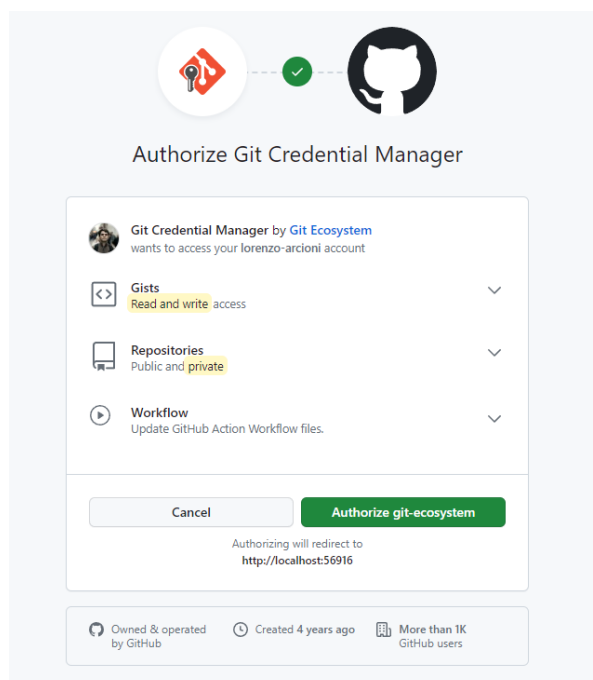 Authorize Git Credential Manager
Git Credential Manager by Git Ecosystem
wants to access your lorenzo-arcioni account
Gists
Read and write access
Repositories
Public and private
Workflow
Update GitHub Action Workflow files.
Cancel
Authorize git-ecosystem
Authorizing will redirect to
http://localhost:56916
Owned & operated
by GitHub
Created 4 years ago
More than 1K
GitHub users